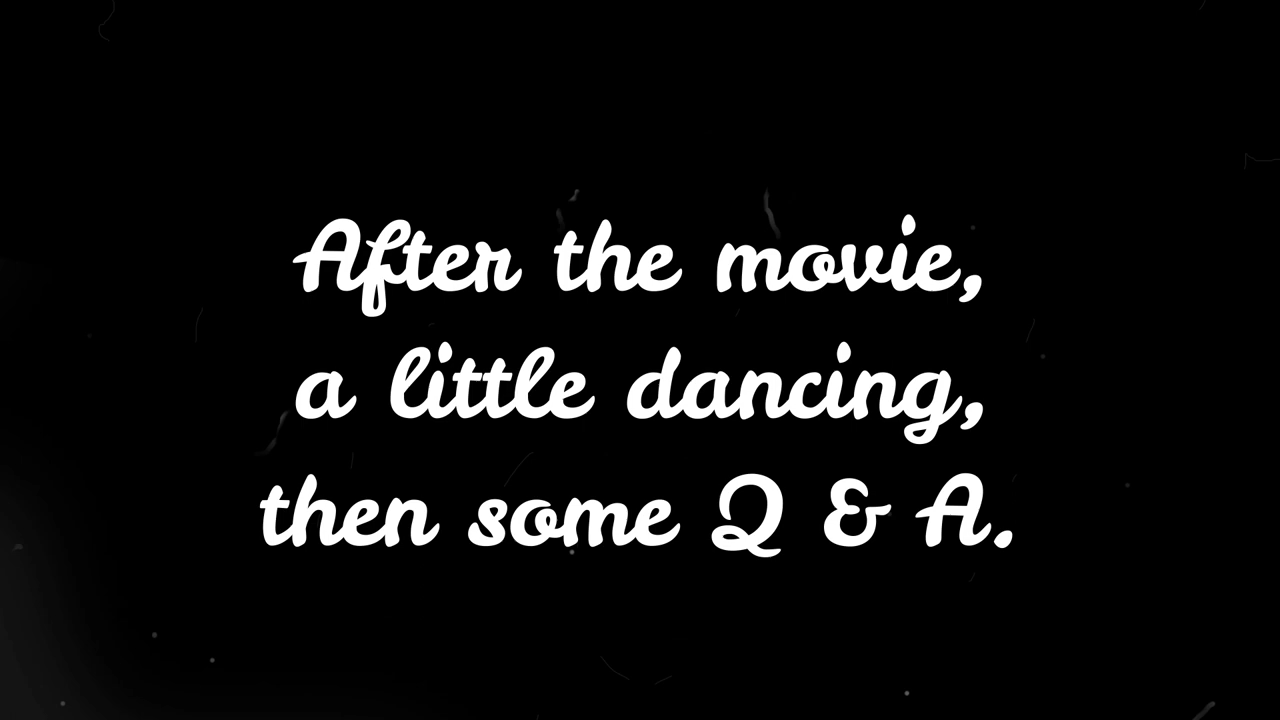 After the movie,
a little dancing,
then some Q & A.